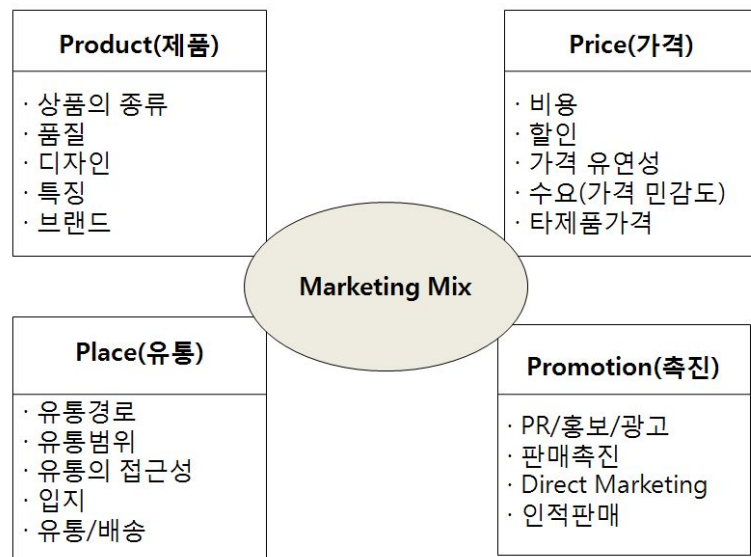 Product(제품)
· 상품의 종류
· 품질
· 디자인
· 특징
· 브랜드
Price(가격)
· 비용
· 할인
· 가격 유연성
· 수요(가격 민감도)
· 타제품가격
Marketing Mix
Place(유통)
· 유통경로
· 유통범위
· 유통의 접근성
· 입지
· 유통/배송
Promotion(촉진)
· PR/홍보/광고
· 판매촉진
· Direct Marketing
· 인적판매